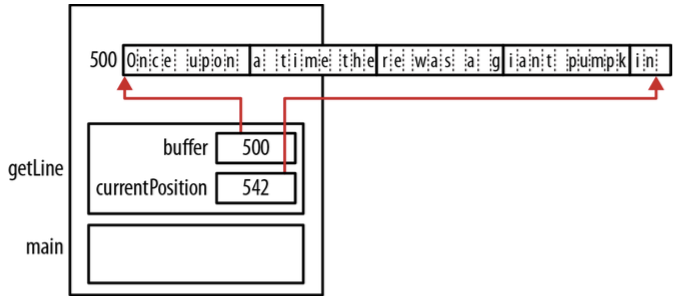 500 Once upon a time there was a giant pumpkin
buffer 500
getLine
currentPosition 542
main